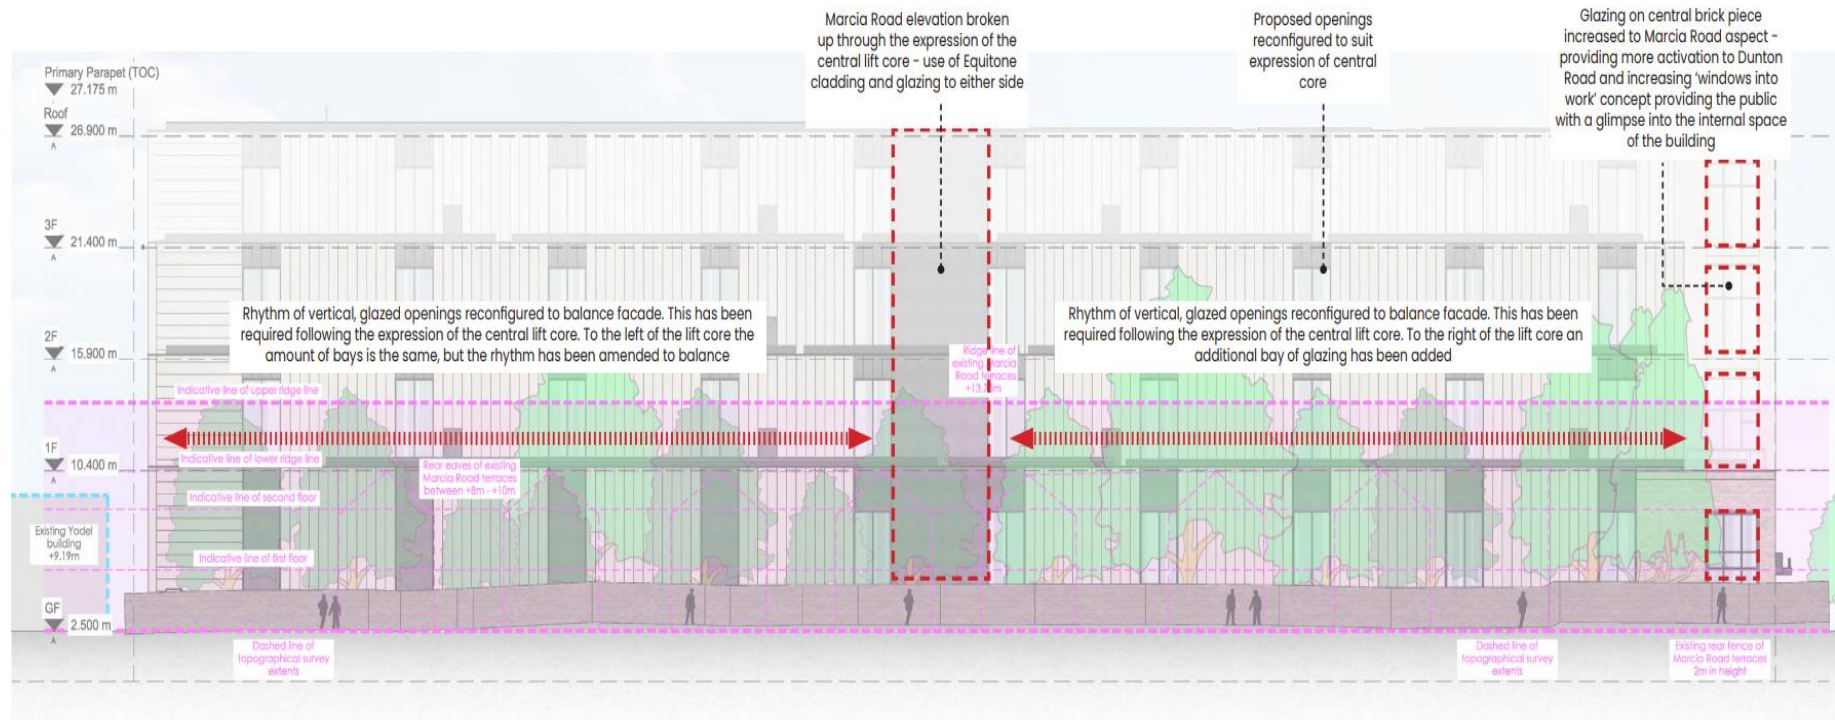 Marcia Road elevation broken
up through the expression of the
central lift core - use of Equitone
cladding and glazing to either side
Proposed openings
reconfigured to suit
expression of central
core
Glazing on central brick piece
increased to Marcia Road aspect -
providing more activation to Dunton
Road and increasing ‘windows into
work’ concept providing the public
with a glimpse into the internal space
of the building
Primary Parapet (TOC)
27.175 m
Roof
26.900 m
A
3F
21.400 m
A
2F
15.900 m
A
1F
10.400 m
A
GF
2.500 m
A
Rhythm of vertical, glazed openings reconfigured to balance facade. This has been
required following the expression of the central lift core. To the left of the lift core the
amount of bays is the same, but the rhythm has been amended to balance
Rhythm of vertical, glazed openings reconfigured to balance facade. This has been
required following the expression of the central lift core. To the right of the lift core an
additional bay of glazing has been added
Ridge line of
existing Marcia
Road terraces
Indicative line of upper ridge line
Indicative line of lower ridge line
Rear eaves of existing
Marcia Road terraces
between +8m - +10m
Indicative line of second floor
Existing Yodel
building
+9.19m
Indicative line of first floor
Dashed line of
topographical survey
extents
Dashed line of
topographical survey
extents
Existing rear fence of
Marcia Road terraces
2m in height